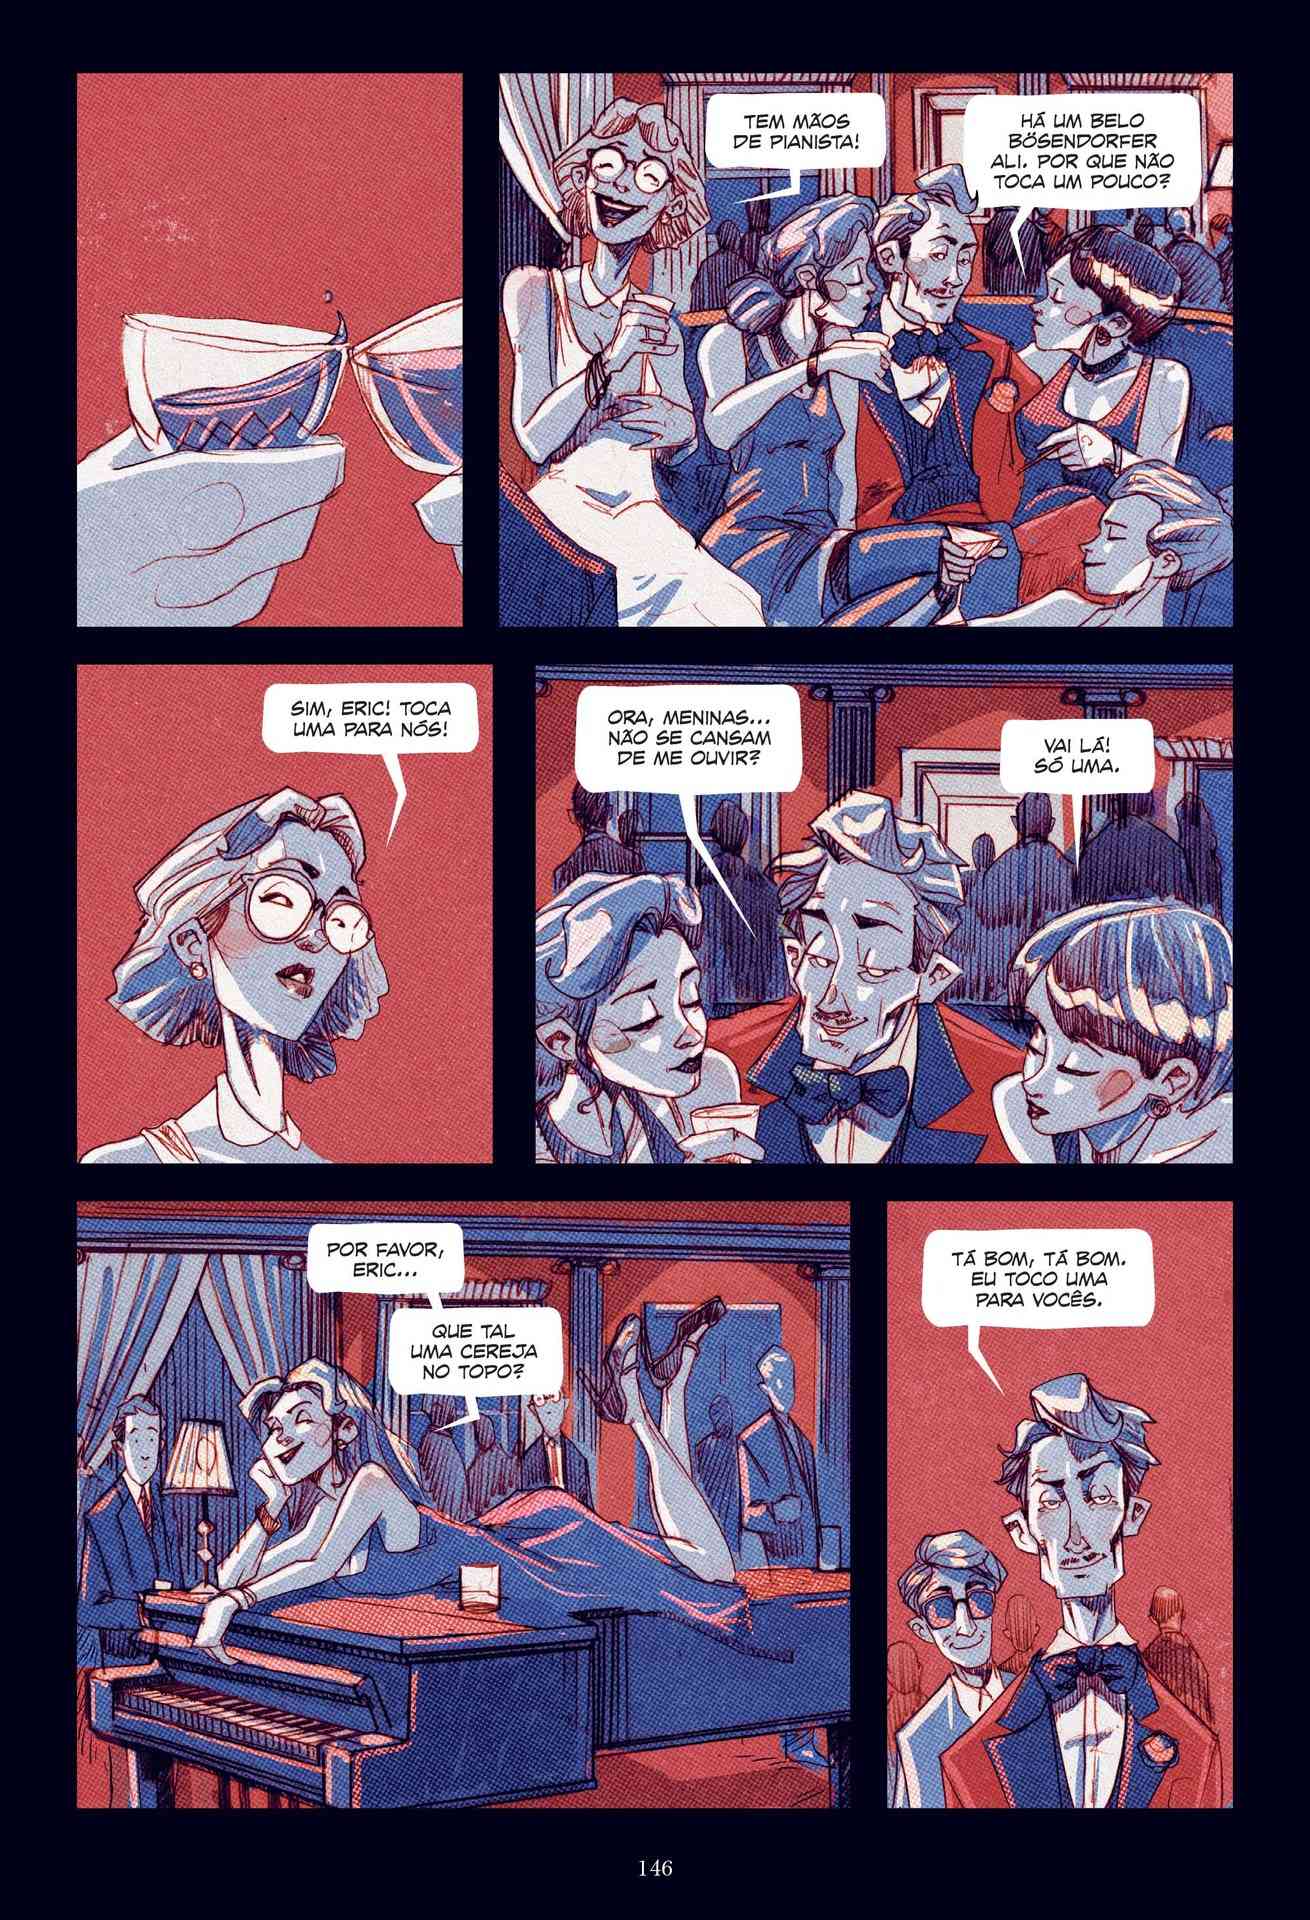 TEM MÃOS
DE PIANISTA!
HÁ UM BELO
BÖSENDORFER
ALI. POR QUE NÃO
TOCA UM POUCO?
SIM, ERIC! TOCA
UMA PARA NÓS!
ORA, MENINAS...
NÃO SE CANSAM
DE ME OUVIR?
VAI LÁ!
SÓ UMA.
POR FAVOR,
ERIC...
QUE TAL
UMA CEREJA
NO TOPO?
TÁ BOM, TÁ BOM.
EU TOCO UMA
PARA VOCÊS.
146